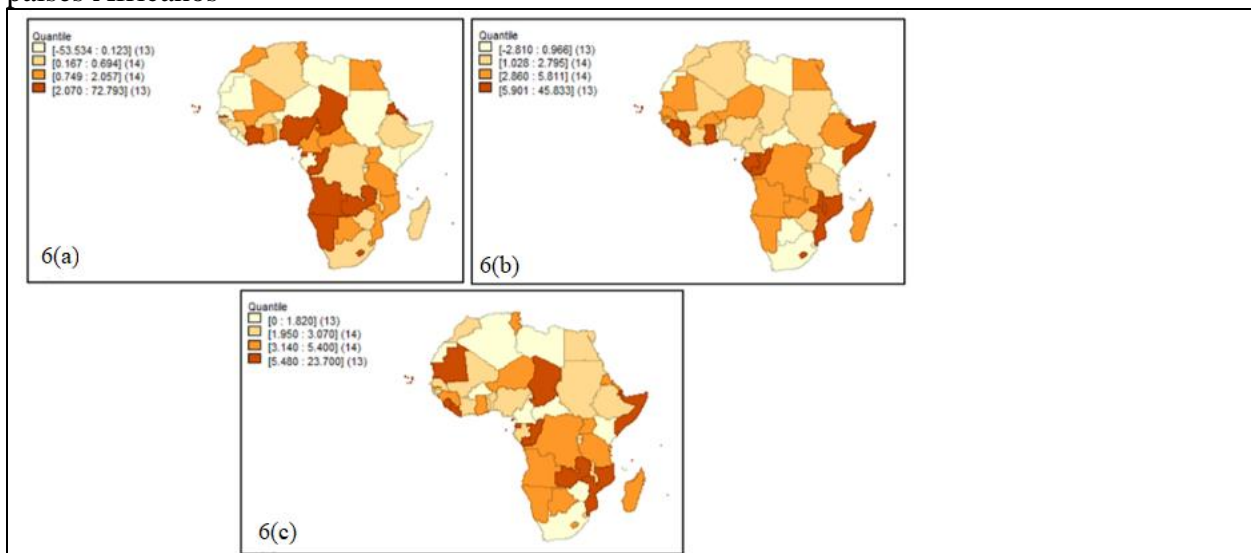 países Africanos
Quantile
[-53.534 : 0.123] (13)
[0.167 : 0.694] (14)
[0.749 : 2.057] (14)
[2.070 : 72.793] (13)
6(a)
Quantile
[-2.810 : 0.966] (13)
[1.028 : 2.795] (14)
[2.860 : 5.811] (14)
[5.901 : 45.833] (13)
6(b)
Quantile
[0 : 1.820] (13)
[1.950 : 3.070] (14)
[3.140 : 5.400] (14)
[5.480 : 23.700] (13)
6(c)